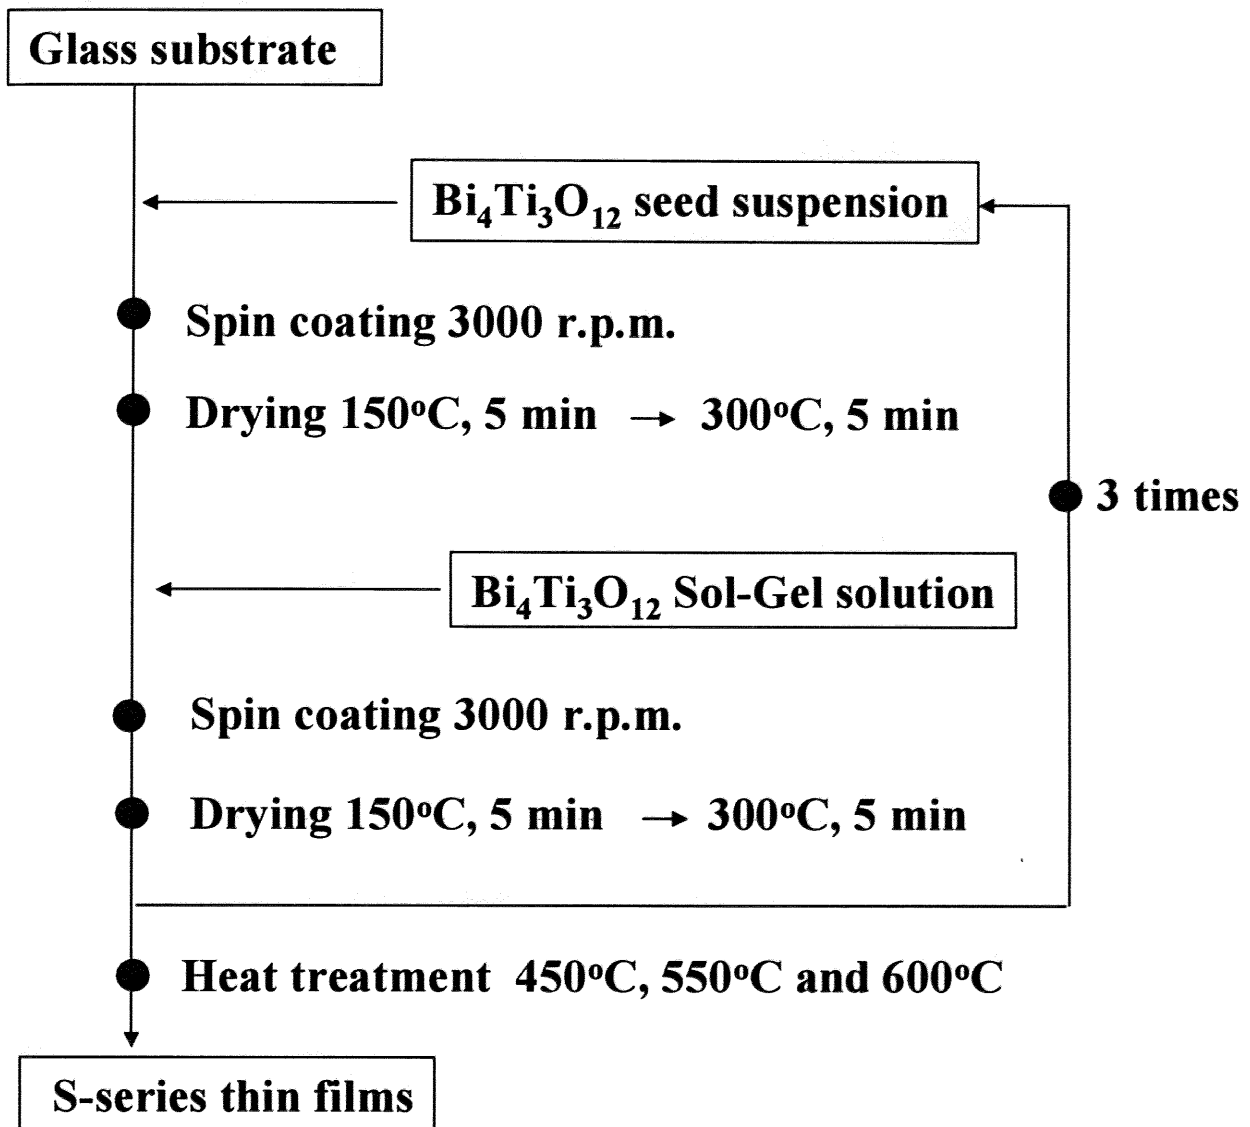 Glass substrate
Bi₄Ti₃O₁₂ seed suspension
Spin coating 3000 r.p.m.
Drying 150ºC, 5 min → 300ºC, 5 min
3 times
Bi₄Ti₃O₁₂ Sol-Gel solution
Spin coating 3000 r.p.m.
Drying 150ºC, 5 min → 300ºC, 5 min
Heat treatment 450ºC, 550ºC and 600ºC
S-series thin films